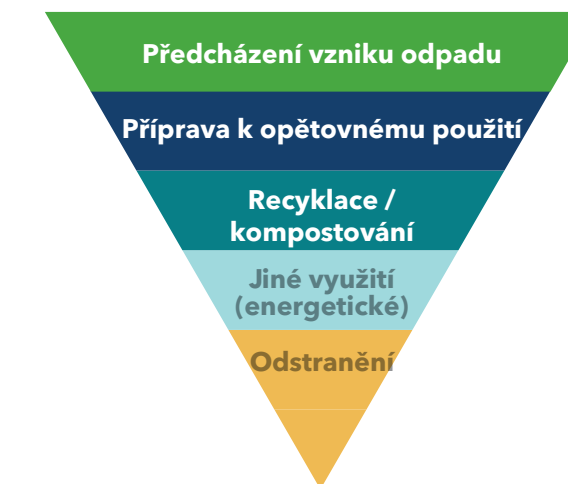 Předcházení vzniku odpadu
Příprava k opětovnému použití
Recyklace /
kompostování
Jiné využití
(energetické)
Odstranění